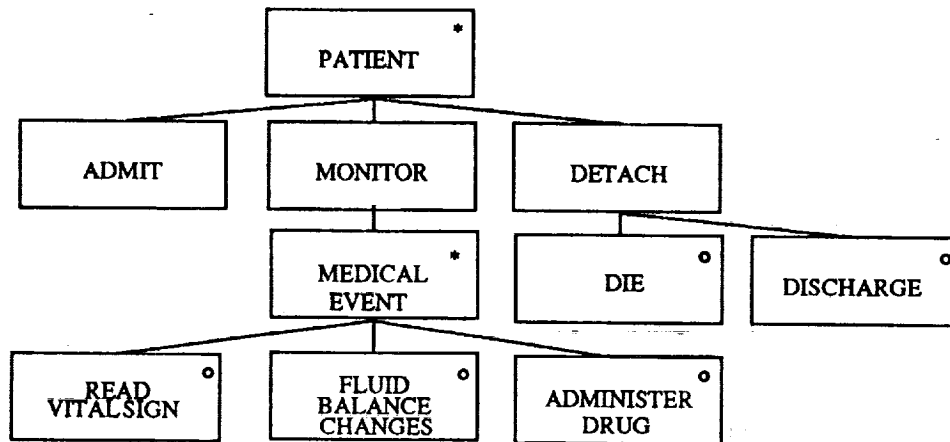 *
PATIENT
ADMIT
MONITOR
DETACH
*
MEDICAL
EVENT
o
DIE
o
DISCHARGE
o
READ
VITALSIGN
o
FLUID
BALANCE
CHANGES
o
ADMINISTER
DRUG